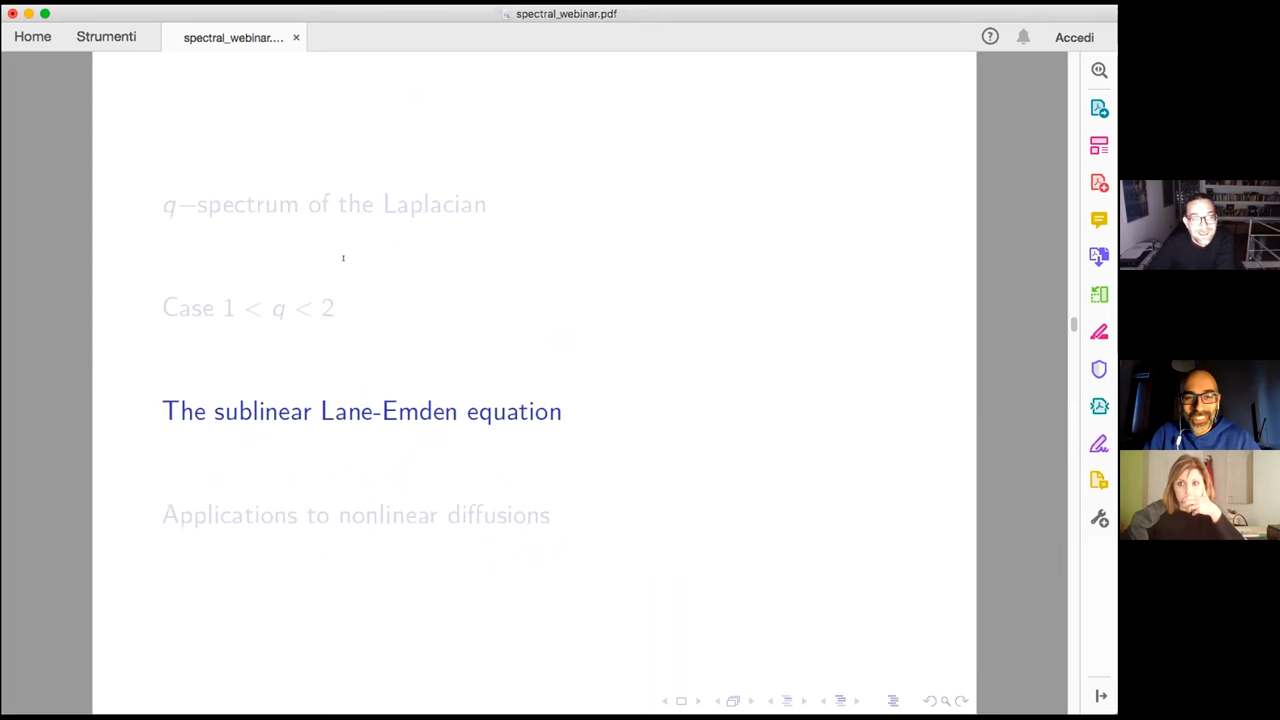 spectral_webinar.pdf
Home Strumenti spectral_webinar.... × Accedi
q−spectrum of the Laplacian
Case 1 < q < 2
The sublinear Lane-Emden equation
Applications to nonlinear diffusions